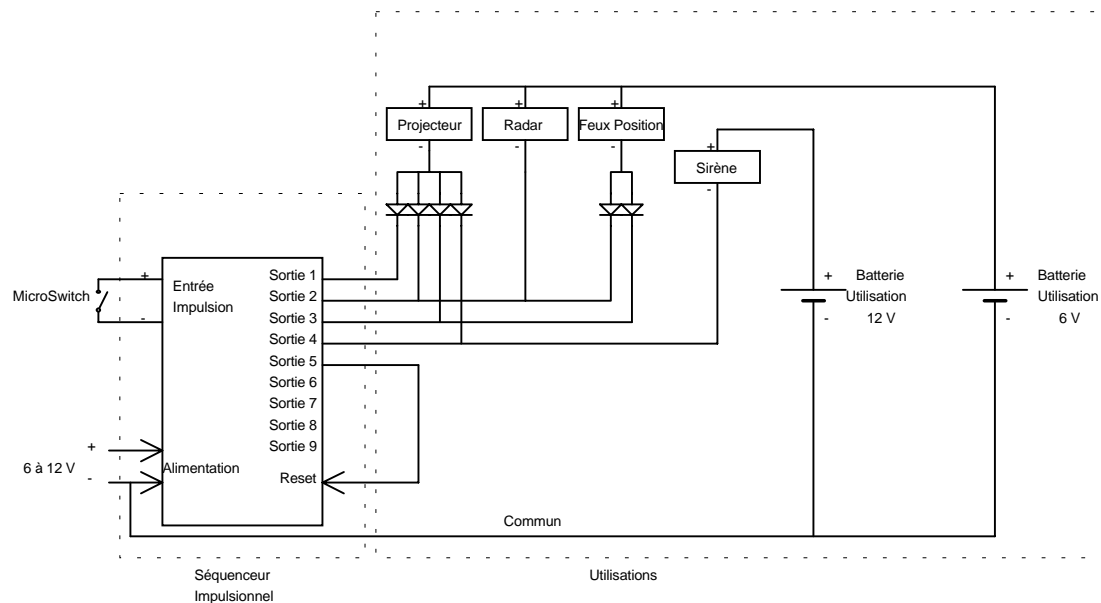 +
Projecteur
-
+
Radar
-
+
Feux Position
-
+
Sirène
-
MicroSwitch
+
-
Entrée
Impulsion
Sortie 1
Sortie 2
Sortie 3
Sortie 4
Sortie 5
Sortie 6
Sortie 7
Sortie 8
Sortie 9
Reset
+
6 à 12 V
-
Alimentation
+
Batterie
Utilisation
12 V
-
+
Batterie
Utilisation
6 V
-
Commun
Séquenceur
Impulsionnel
Utilisations